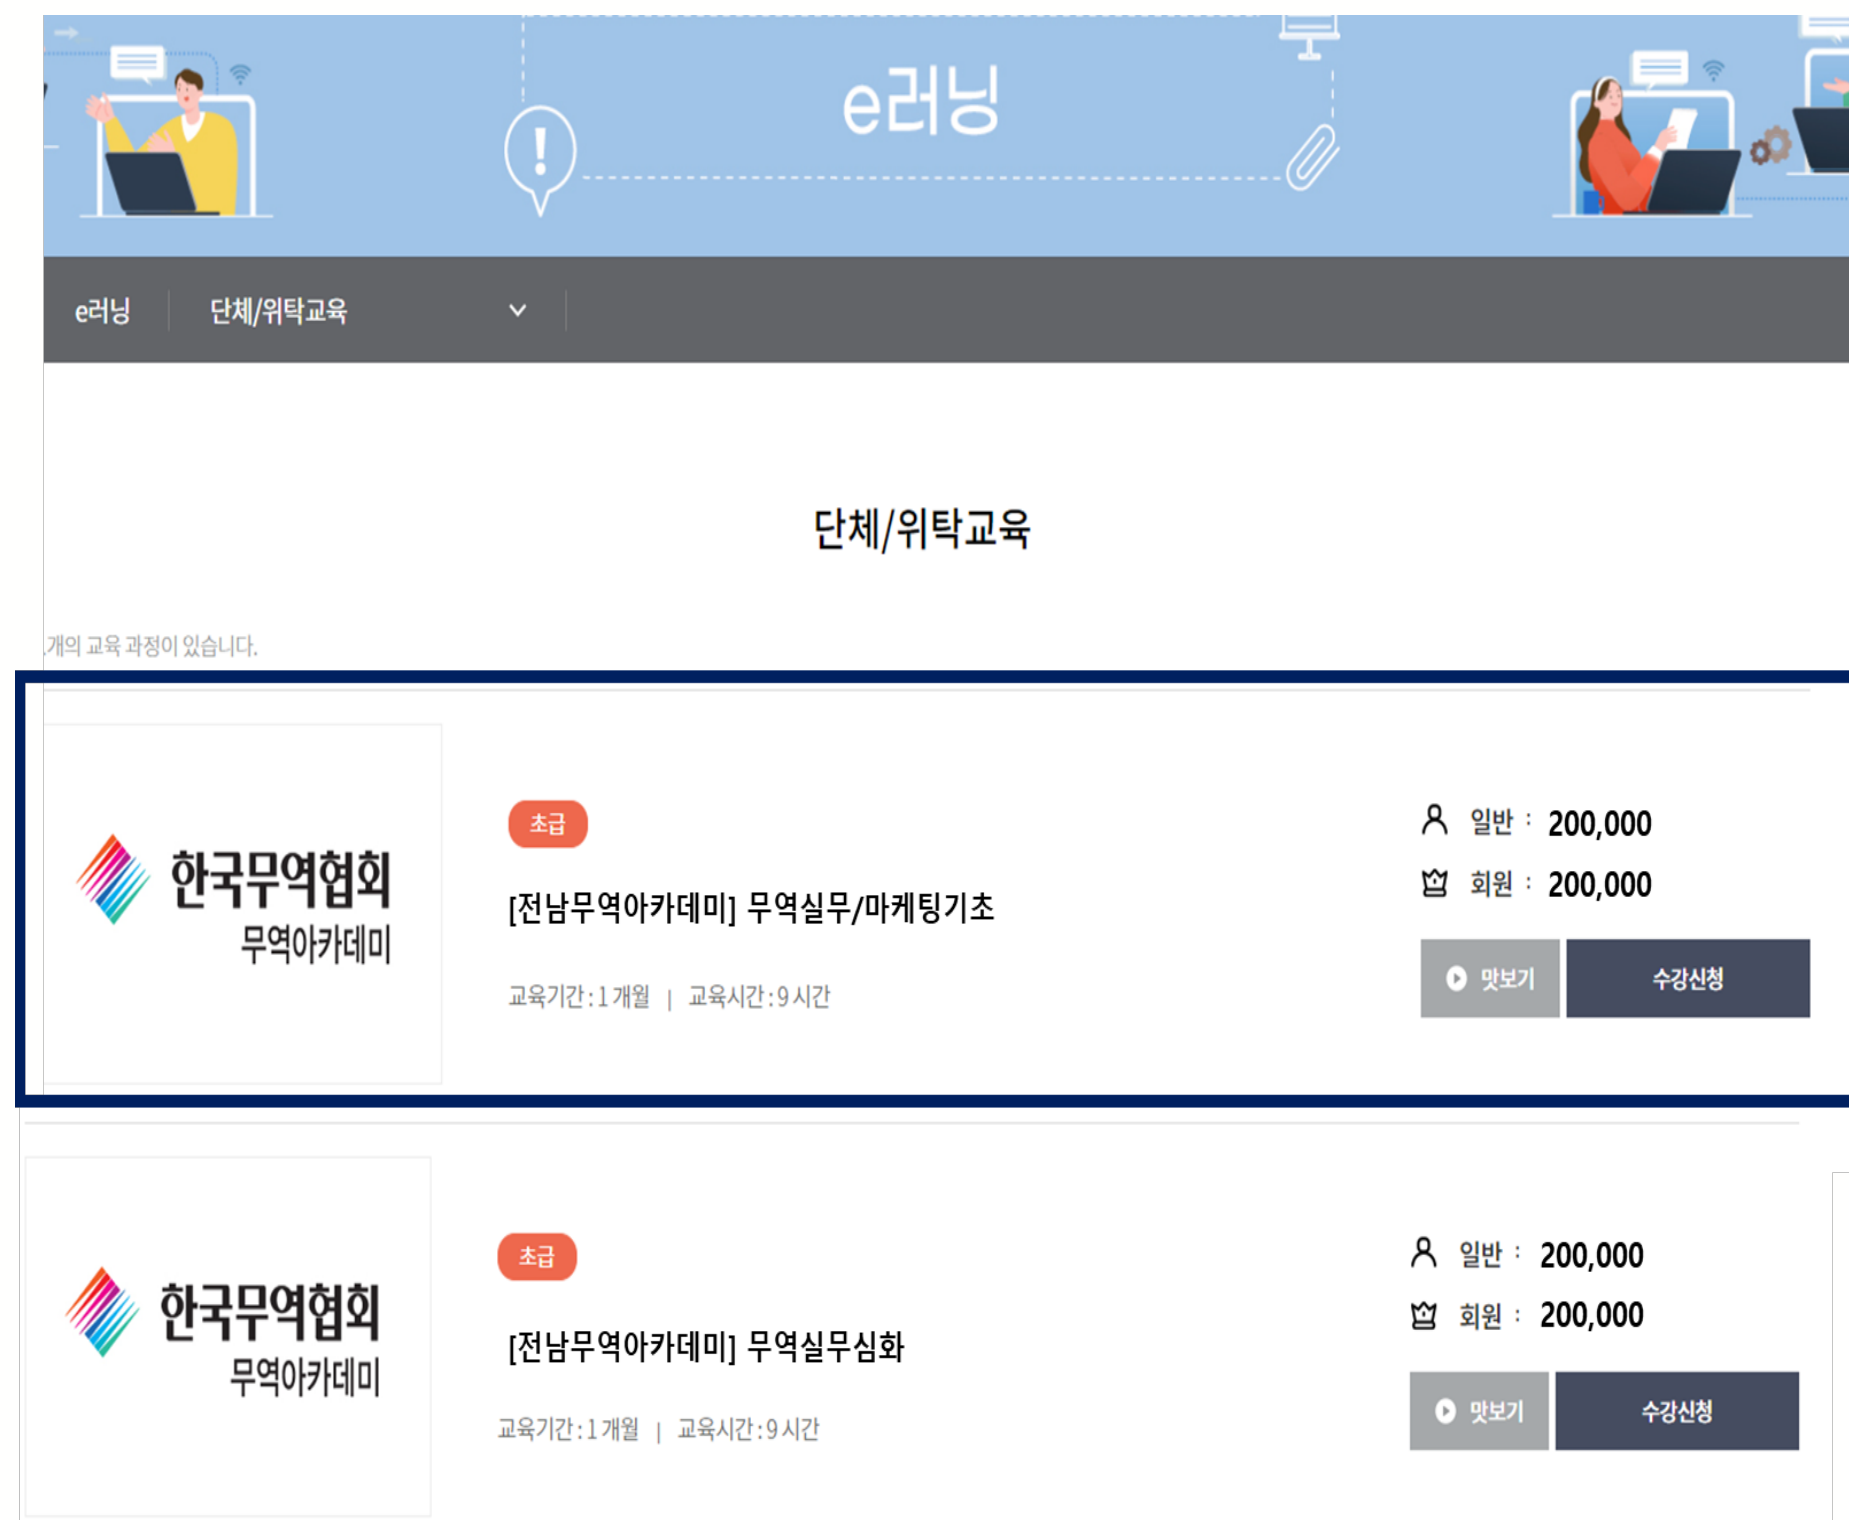 e러닝
e러닝 단체/위탁교육
단체/위탁교육
개의 교육 과정이 있습니다.
한국무역협회
무역아카데미
초급
[전남무역아카데미] 무역실무/마케팅기초
교육기간 : 1 개월 | 교육시간 : 9 시간
일반 : 200,000
회원 : 200,000
맛보기 수강신청
한국무역협회
무역아카데미
초급
[전남무역아카데미] 무역실무심화
교육기간 : 1 개월 | 교육시간 : 9 시간
일반 : 200,000
회원 : 200,000
맛보기 수강신청